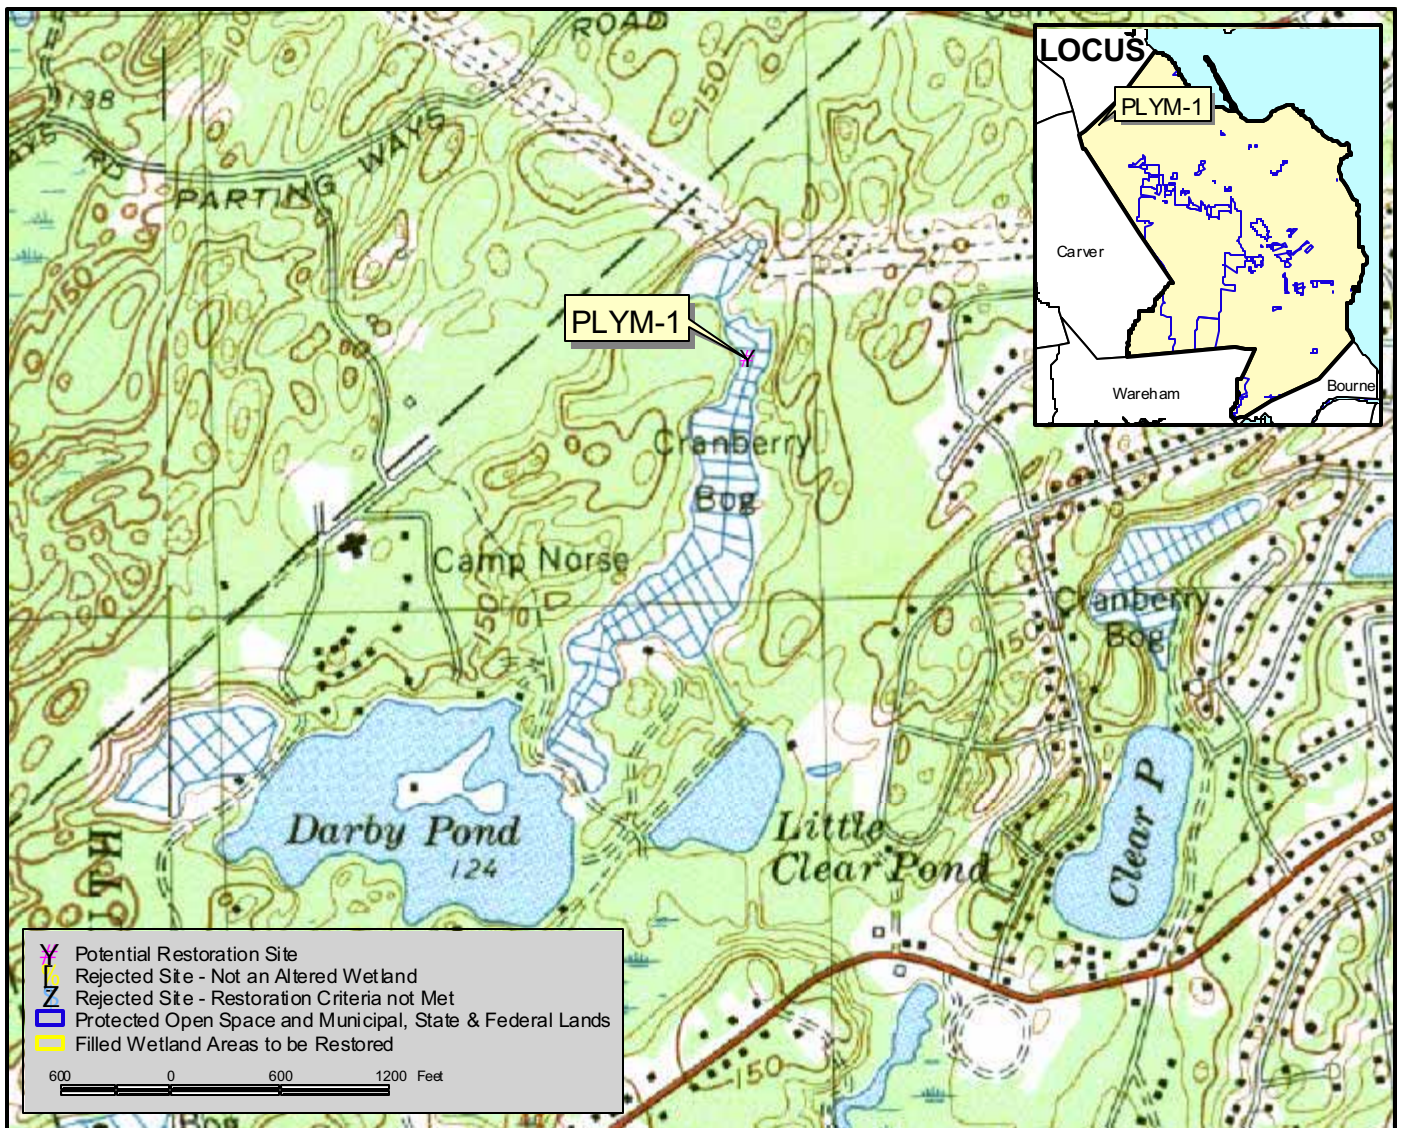 ROAD
LOCUS
PLYM-1
Carver
Wareham
Bourne
138
150
AYS RD
PARTING WAYS
150
PLYM-1
Cranberry
Bog
Camp Norse
150
Cranberry
Bog
150
Darby Pond
124
Little
Clear Pond
Clear P
150
Y Potential Restoration Site
L Rejected Site - Not an Altered Wetland
Z Rejected Site - Restoration Criteria not Met
Protected Open Space and Municipal, State & Federal Lands
Filled Wetland Areas to be Restored
600 0 600 1200 Feet
Bog